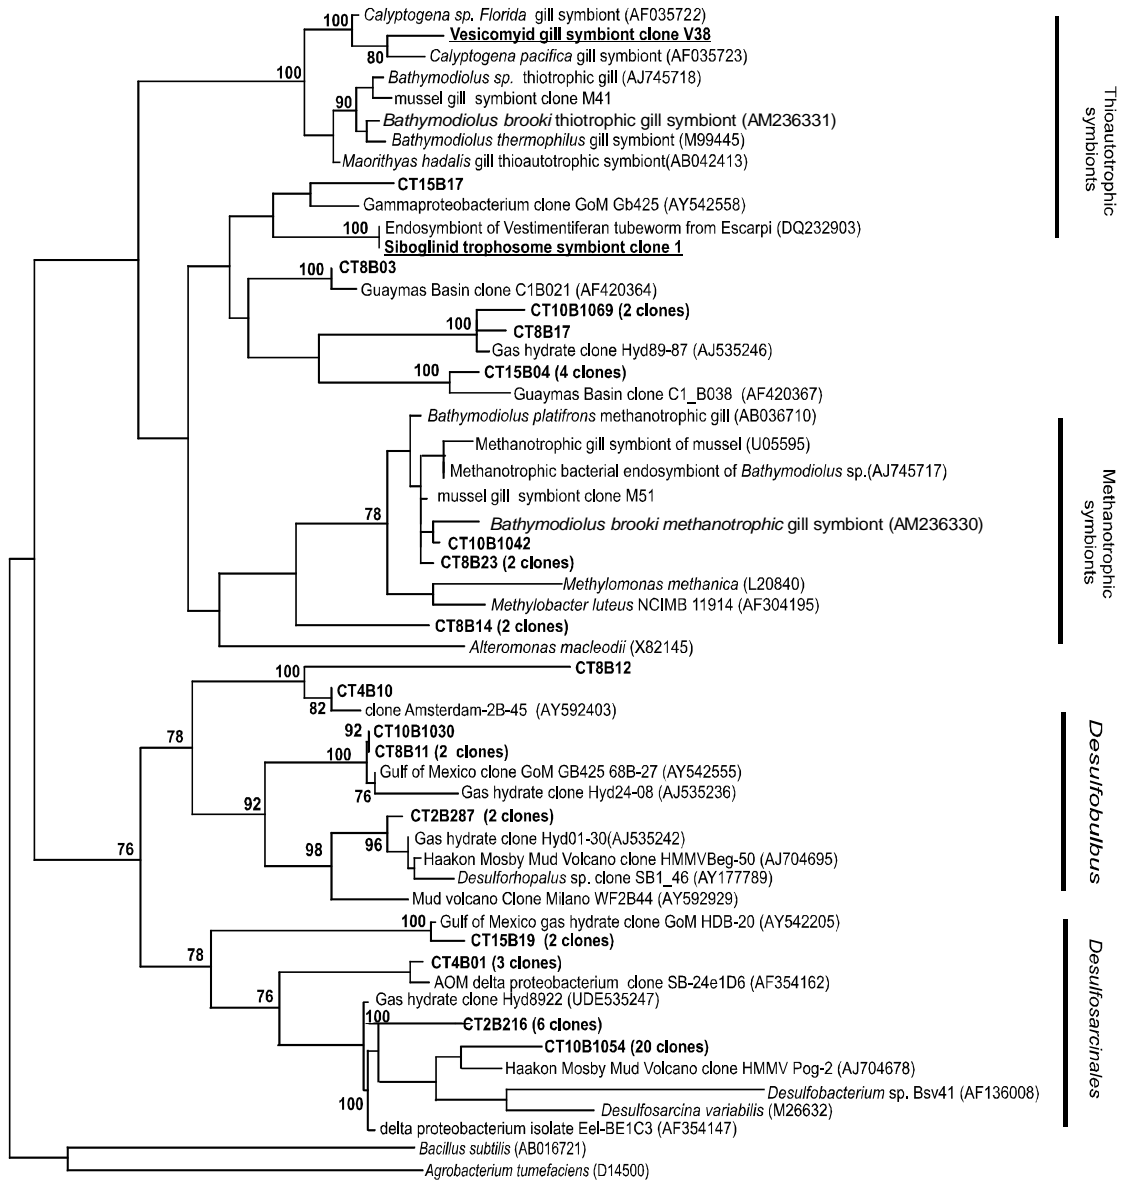 Calyptogena sp. Florida gill symbiont (AF035722)
100
Vesicomyid gill symbiont clone V38
80
Calyptogena pacifica gill symbiont (AF035723)
100
Bathymodiolus sp. thiotrophic gill (AJ745718)
90
mussel gill symbiont clone M41
Bathymodiolus brooki thiotrophic gill symbiont (AM236331)
Bathymodiolus thermophilus gill symbiont (M99445)
Maorithyas hadalis gill thioautotrophic symbiont(AB042413)
Thioautotrophic
symbionts
CT15B17
Gammaproteobacterium clone GoM Gb425 (AY542558)
100
Endosymbiont of Vestimentiferan tubeworm from Escarpi (DQ232903)
Siboglinid trophosome symbiont clone 1
100
CT8B03
Guaymas Basin clone C1B021 (AF420364)
CT10B1069 (2 clones)
100
CT8B17
Gas hydrate clone Hyd89-87 (AJ535246)
100
CT15B04 (4 clones)
Guaymas Basin clone C1_B038 (AF420367)
Bathymodiolus platifrons methanotrophic gill (AB036710)
Methanotrophic gill symbiont of mussel (U05595)
Methanotrophic bacterial endosymbiont of Bathymodiolus sp.(AJ745717)
mussel gill symbiont clone M51
78
Bathymodiolus brooki methanotrophic gill symbiont (AM236330)
CT10B1042
CT8B23 (2 clones)
Methylomonas methanica (L20840)
Methylobacter luteus NCIMB 11914 (AF304195)
CT8B14 (2 clones)
Alteromonas macleodii (X82145)
Methanotrophic
symbionts
100
CT8B12
CT4B10
82
clone Amsterdam-2B-45 (AY592403)
78
92
CT10B1030
100
CT8B11 (2 clones)
Gulf of Mexico clone GoM GB425 68B-27 (AY542555)
76
Gas hydrate clone Hyd24-08 (AJ535236)
92
CT2B287 (2 clones)
96
Gas hydrate clone Hyd01-30(AJ535242)
98
Haakon Mosby Mud Volcano clone HMMVBeg-50 (AJ704695)
Desulforhopalus sp. clone SB1_46 (AY177789)
Mud volcano Clone Milano WF2B44 (AY592929)
Desulfobulbus
76
100
Gulf of Mexico gas hydrate clone GoM HDB-20 (AY542205)
CT15B19 (2 clones)
78
CT4B01 (3 clones)
76
AOM delta proteobacterium clone SB-24e1D6 (AF354162)
Gas hydrate clone Hyd8922 (UDE535247)
100
CT2B216 (6 clones)
CT10B1054 (20 clones)
Haakon Mosby Mud Volcano clone HMMV Pog-2 (AJ704678)
Desulfobacterium sp. Bsv41 (AF136008)
100
Desulfosarcina variabilis (M26632)
delta proteobacterium isolate Eel-BE1C3 (AF354147)
Desulfosarcinales
Bacillus subtilis (AB016721)
Agrobacterium tumefaciens (D14500)